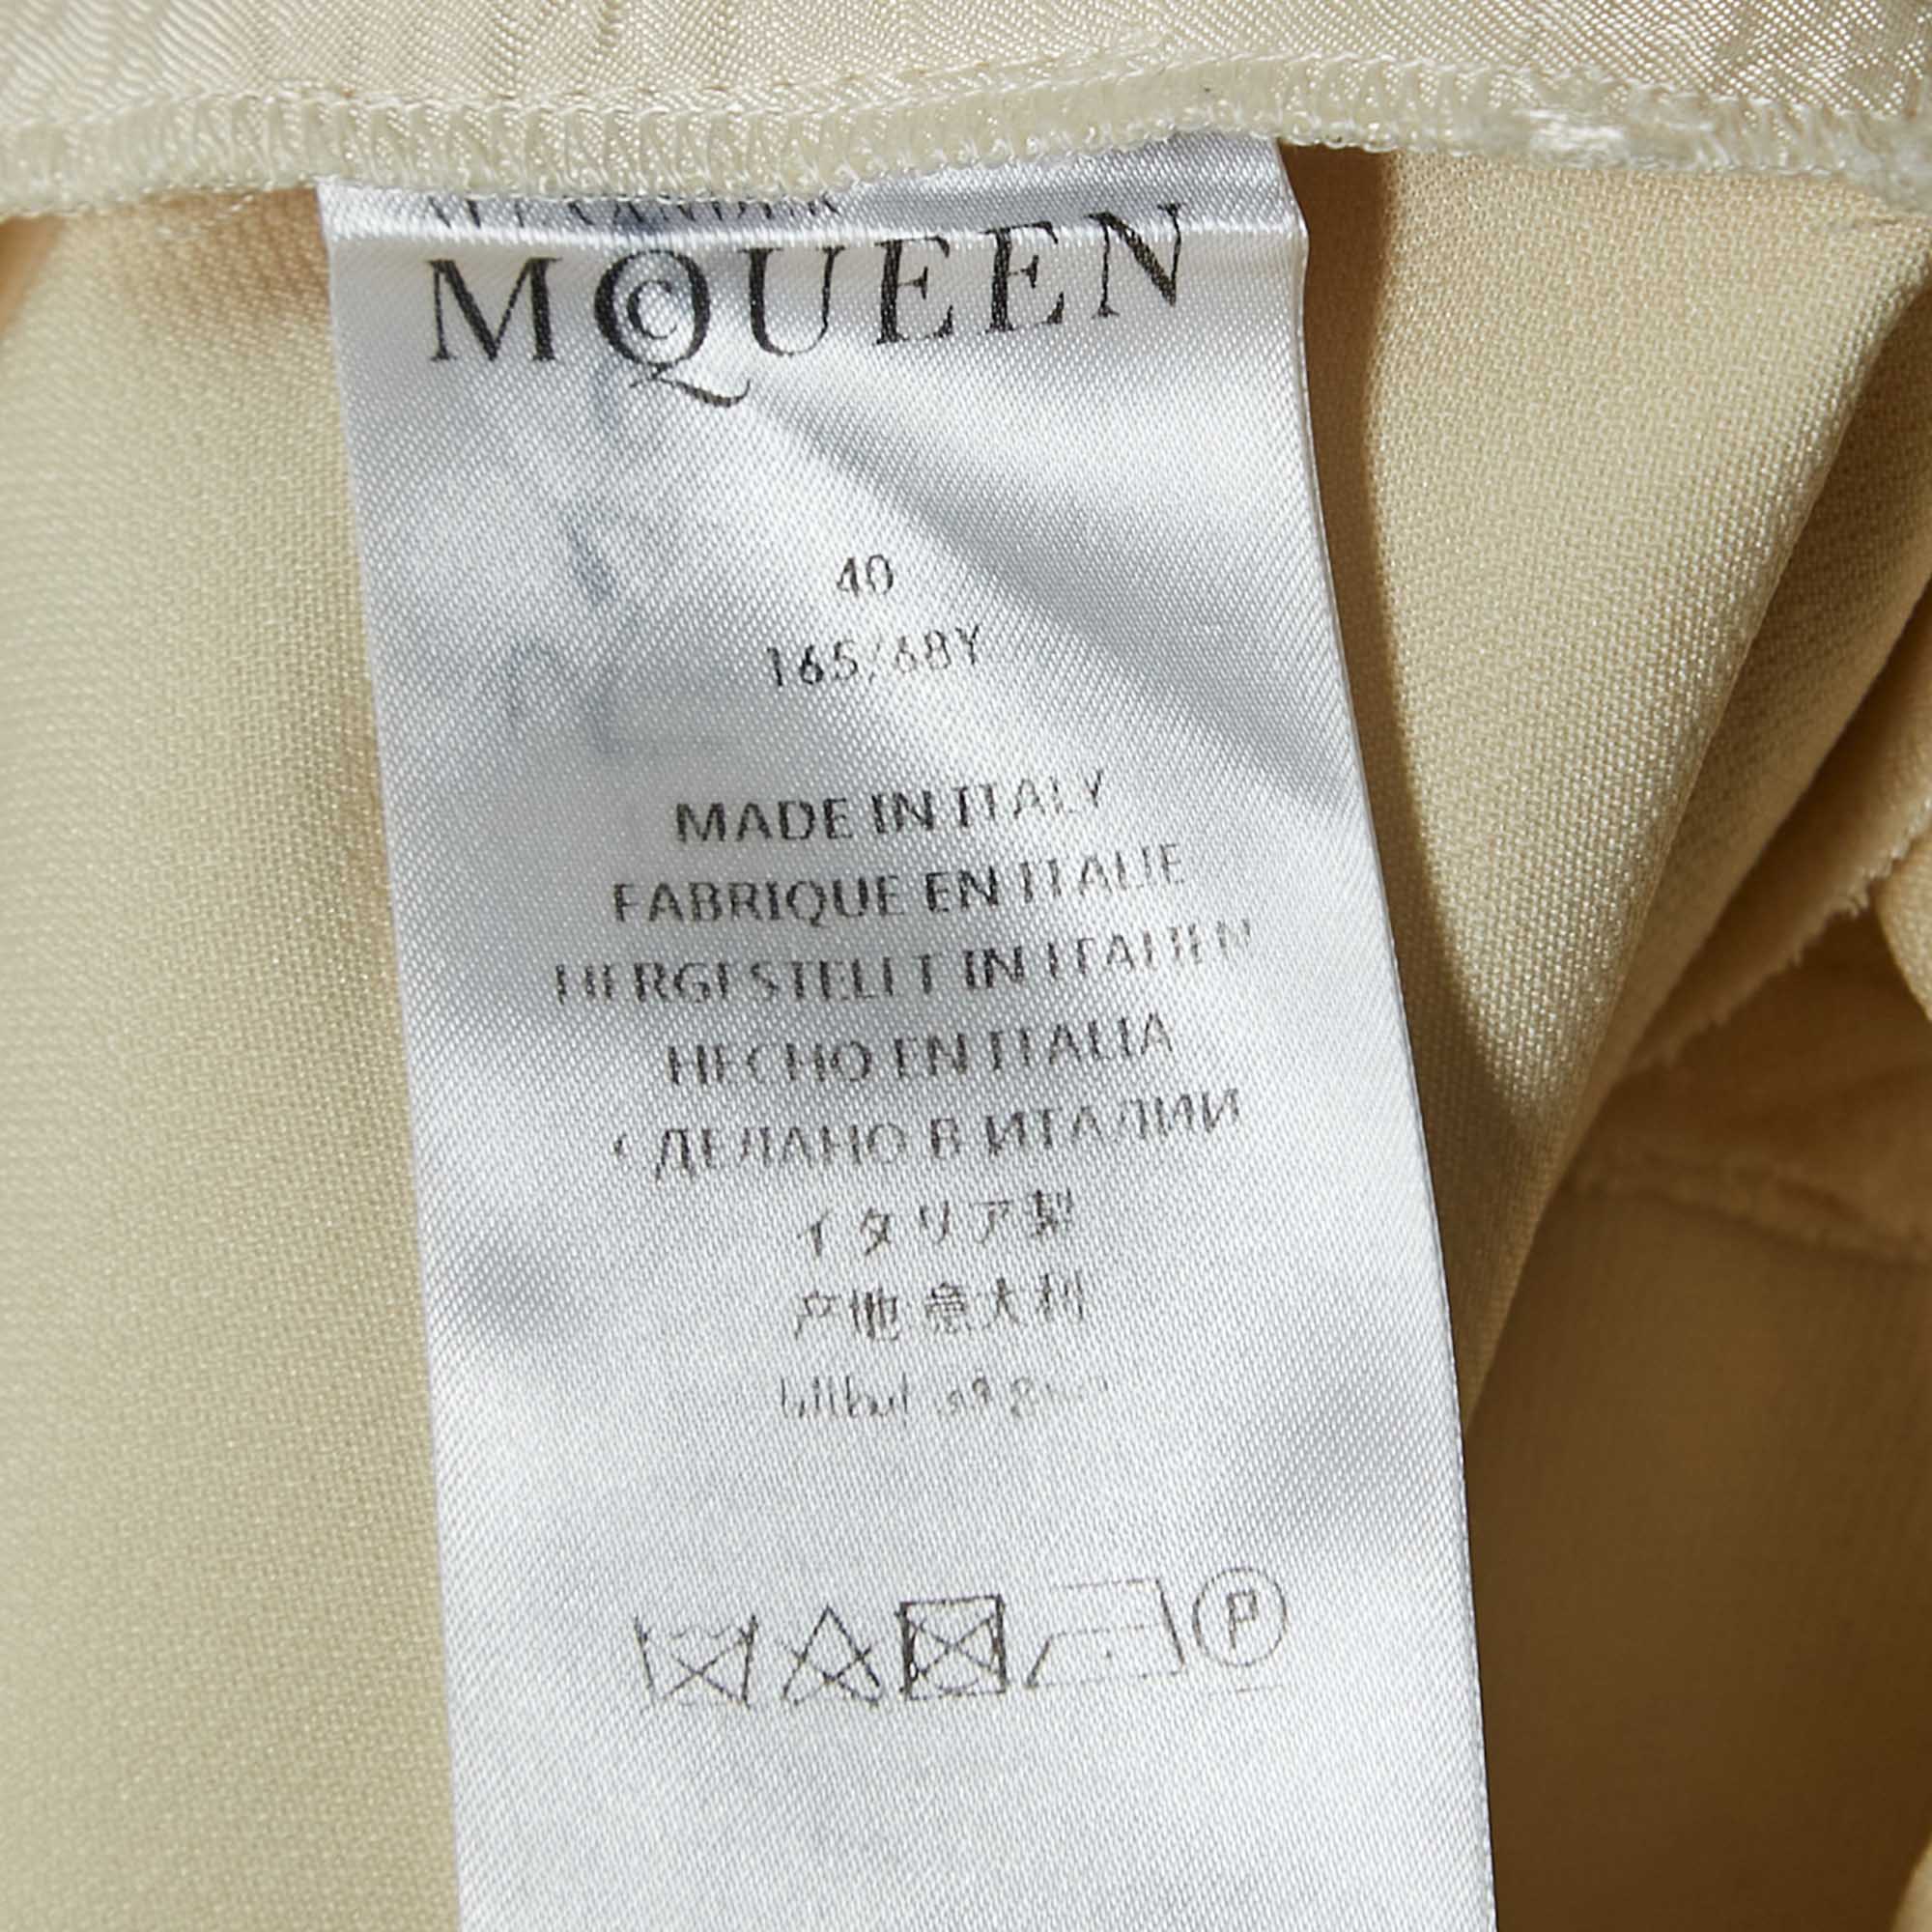 ALEXANDER
MCQUEEN
40
165/68Y
MADE IN ITALY
FABRIQUE EN ITALIE
HERGESTELLT IN ITALIEN
HECHO EN ITALIA
СДЕЛАНО В ИТАЛИИ
イタリア製
产地 意大利
P